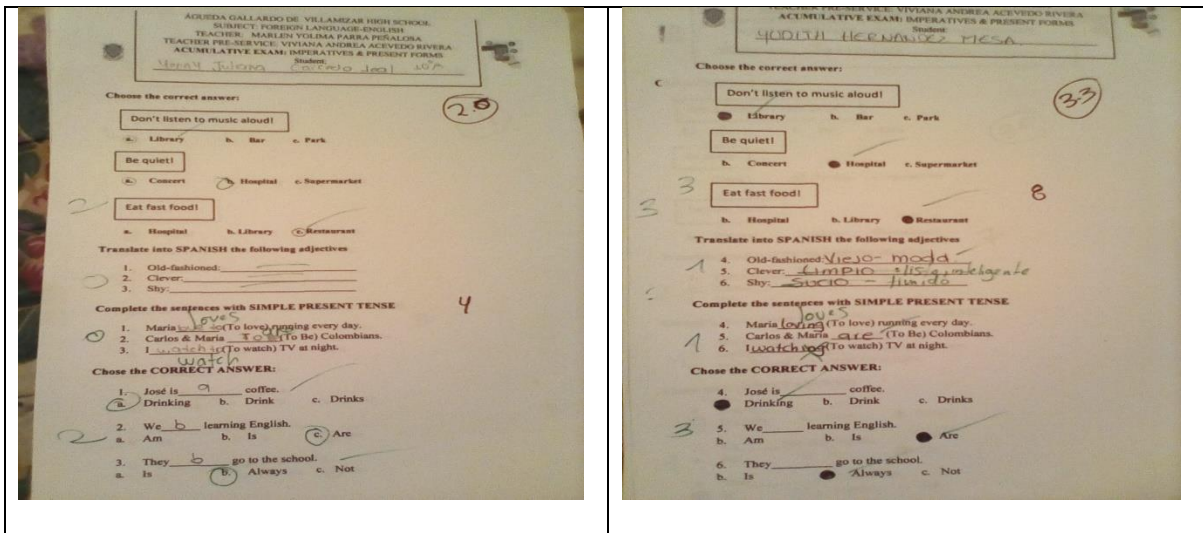 ÁGUEDA GALLARDO DE VILLAMIZAR HIGH SCHOOL
SUBJECT: FOREIGN LANGUAGE-ENGLISH
TEACHER: MARLEN YOLIMA PARRA PEÑALOSA
TEACHER PRE-SERVICE: VIVIANA ANDREA ACEVEDO RIVERA
ACUMULATIVE EXAM: IMPERATIVES & PRESENT FORMS
Student:
Juliana
Choose the correct answer:
2.0
Don't listen to music aloud!
a. Library b. Bar c. Park
Be quiet!
a. Concert b. Hospital c. Supermarket
2
Eat fast food!
a. Hospital b. Library c. Restaurant
Translate into SPANISH the following adjectives
1. Old-fashioned:
2. Clever:
3. Shy:
4
Complete the sentences with SIMPLE PRESENT TENSE
loves
1. Maria (To love) running every day.
are
0
2. Carlos & Maria (To Be) Colombians.
3. I (To watch) TV at night.
watch
Chose the CORRECT ANSWER:
1. José is a coffee.
a. Drinking b. Drink c. Drinks
2. We b learning English.
2
a. Am b. Is c. Are
3. They b go to the school.
a. Is b. Always c. Not
TEACHER PRE-SERVICE: VIVIANA ANDREA ACEVEDO RIVERA
ACUMULATIVE EXAM: IMPERATIVES & PRESENT FORMS
Student:
YUDITH HERNANDEZ MESA
Choose the correct answer:
3.3
Don't listen to music aloud!
Library b. Bar c. Park
Be quiet!
b. Concert Hospital c. Supermarket
3
3
8
Eat fast food!
b. Hospital b. Library Restaurant
Translate into SPANISH the following adjectives
4. Old-fashioned: Viejo-moda
1
5. Clever: LIMPIO
6. Shy: SUCIO - timido
Complete the sentences with SIMPLE PRESENT TENSE
loves
4. Maria loving (To love) running every day.
1
5. Carlos & Maria are (To Be) Colombians.
6. I watching (To watch) TV at night.
Chose the CORRECT ANSWER:
4. José is coffee.
Drinking b. Drink c. Drinks
5. We learning English.
3
b. Am b. Is Are
6. They go to the school.
b. Is Always c. Not